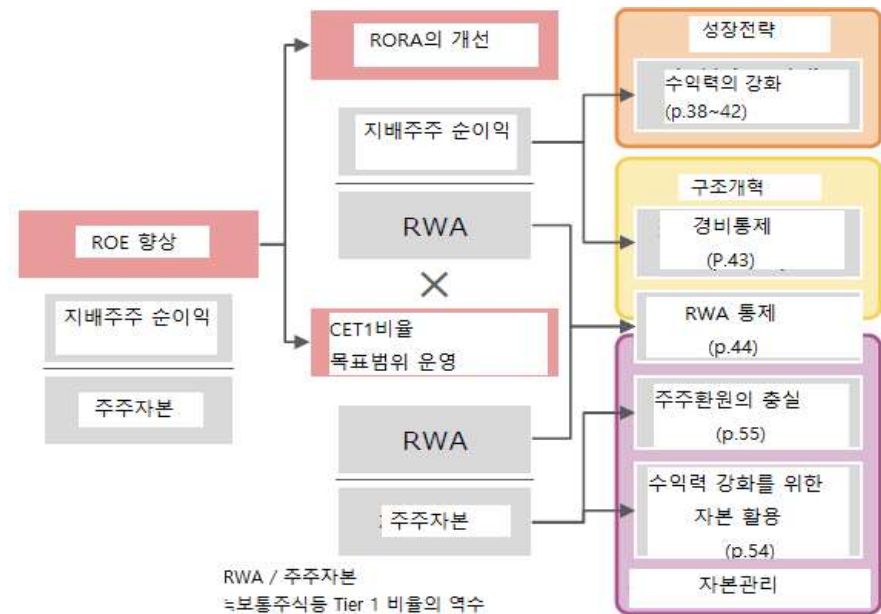 ROE 향상
지배주주 순이익
주주자본
RORA의 개선
지배주주 순이익
RWA
×
CET1비율
목표범위 운영
RWA
주주자본
RWA / 주주자본
≒보통주식등 Tier 1 비율의 역수
성장전략
수익력의 강화
(p.38~42)
구조개혁
경비통제
(P.43)
RWA 통제
(p.44)
주주환원의 충실
(p.55)
수익력 강화를 위한
자본 활용
(p.54)
자본관리